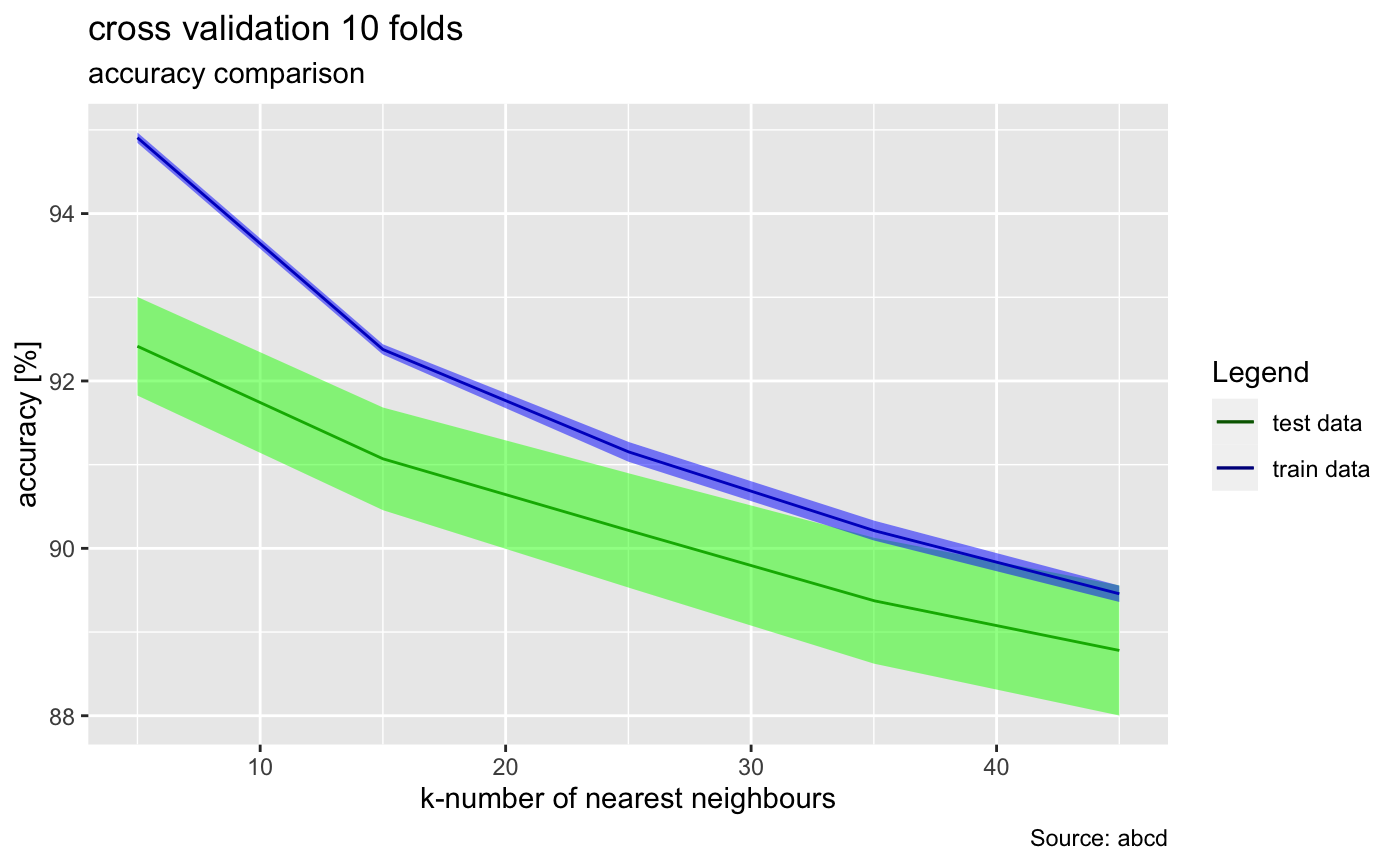 cross validation 10 folds
accuracy comparison
94
92
90
88
accuracy [%]
10 20 30 40
k-number of nearest neighbours
Legend
test data
train data
Source: abcd